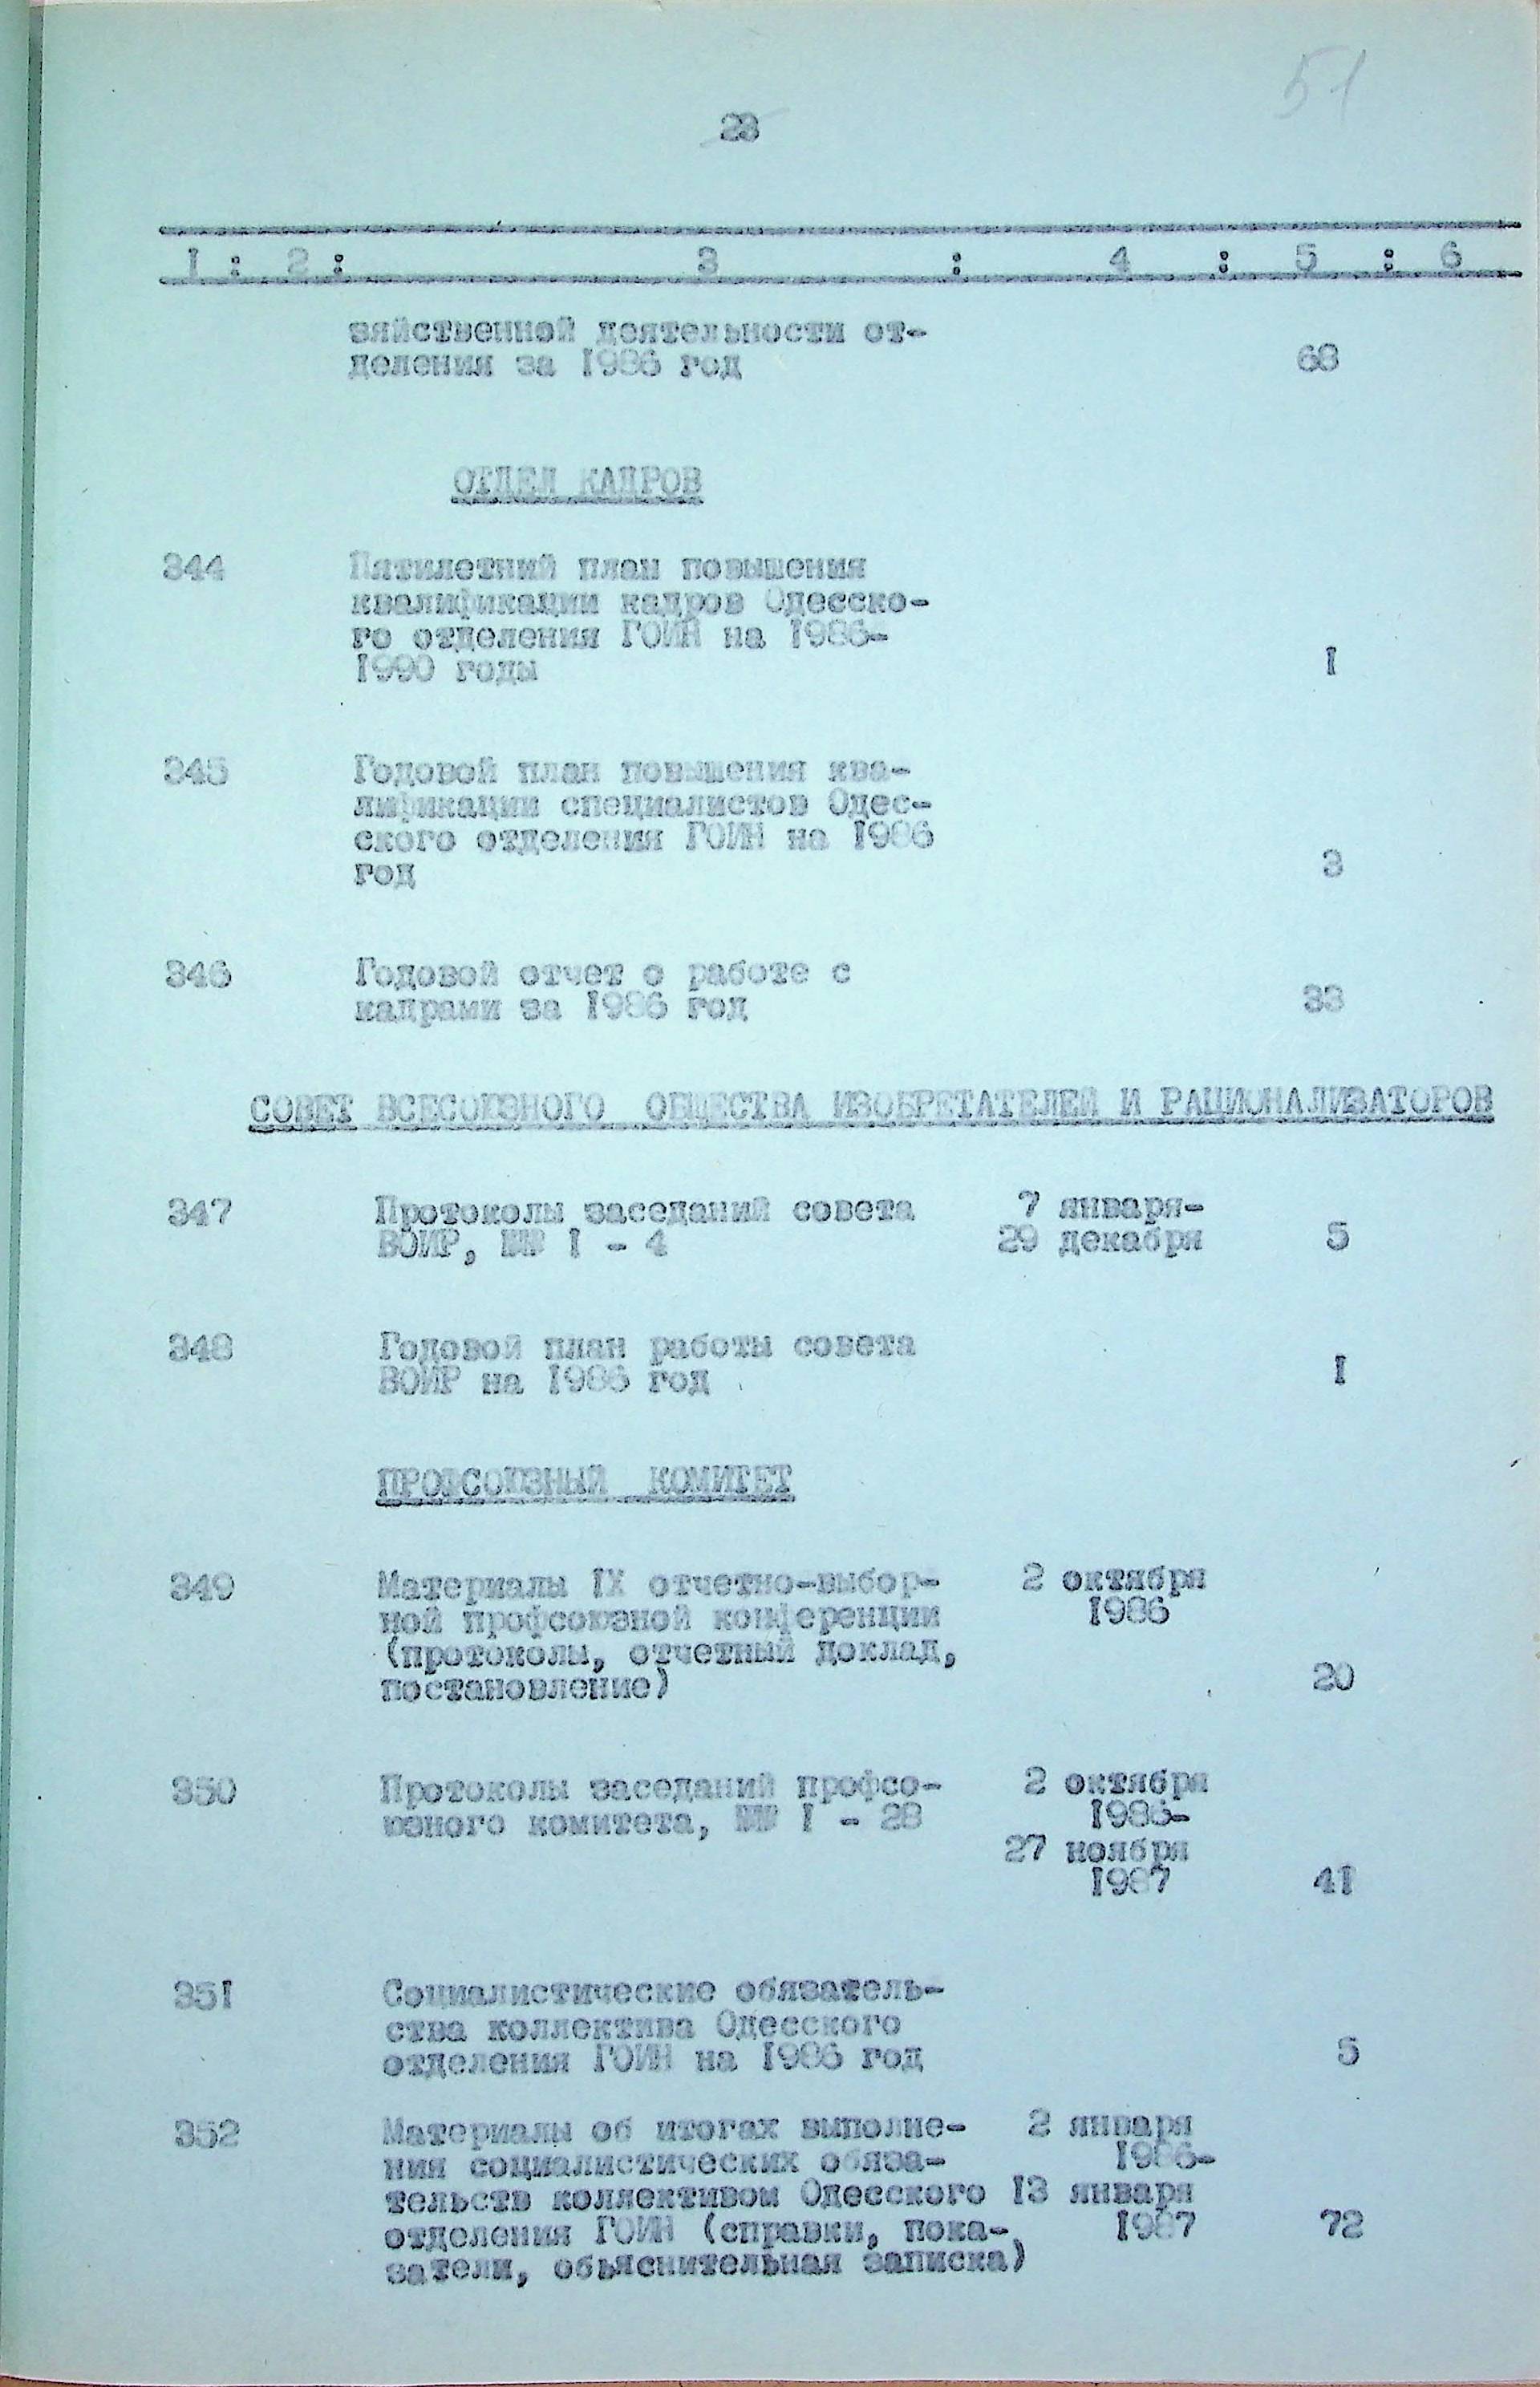 51
23
1 : 2 : 3 : 4 : 5 : 6
зяйственной деятельности от-
деления за 1986 год 68
ОТДЕЛ КАДРОВ
344 Пятилетний план повышения
квалификации кадров Одесско-
го отделения ГОИН на 1986-
1990 годы I
345 Годовой план повышения ква-
лификации специалистов Одес-
ского отделения ГОИН на 1986
год 3
346 Годовой отчет о работе с
кадрами за 1986 год 33
СОВЕТ ВСЕСОЮЗНОГО ОБЩЕСТВА ИЗОБРЕТАТЕЛЕЙ И РАЦИОНАЛИЗАТОРОВ
347 Протоколы заседаний совета 7 января-
ВОИР, №№ I - 4 29 декабря 5
348 Годовой план работы совета
ВОИР на 1986 год I
ПРОФСОЮЗНЫЙ КОМИТЕТ
349 Материалы IX отчетно-выбор- 2 октября
ной профсоюзной конференции 1986
(протоколы, отчетный доклад,
постановление) 20
350 Протоколы заседаний профсо- 2 октября
юзного комитета, №№ I - 28 1986-
27 ноября
1987 41
351 Социалистические обязатель-
ства коллектива Одесского
отделения ГОИН на 1986 год 5
352 Материалы об итогах выполне- 2 января
ния социалистических обяза- 1986-
тельств коллективом Одесского 13 января
отделения ГОИН (справки, пока- 1987 72
затели, объяснительная записка)